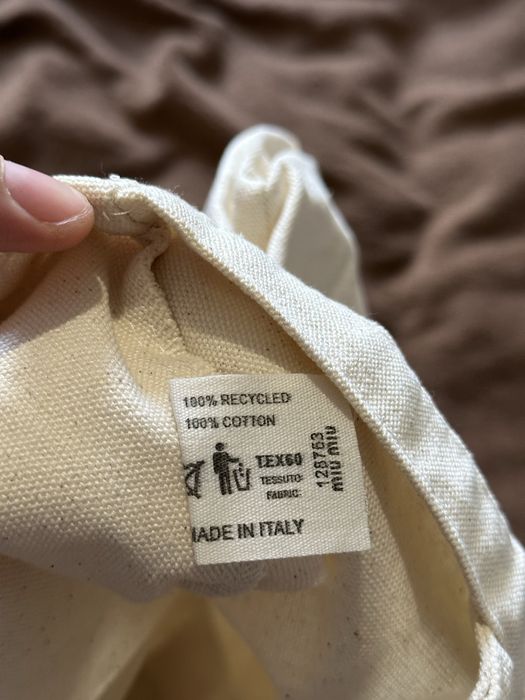 100% RECYCLED
100% COTTON
TEX60
TESSUTO-
FABRIC
MADE IN ITALY
128763
miu miu